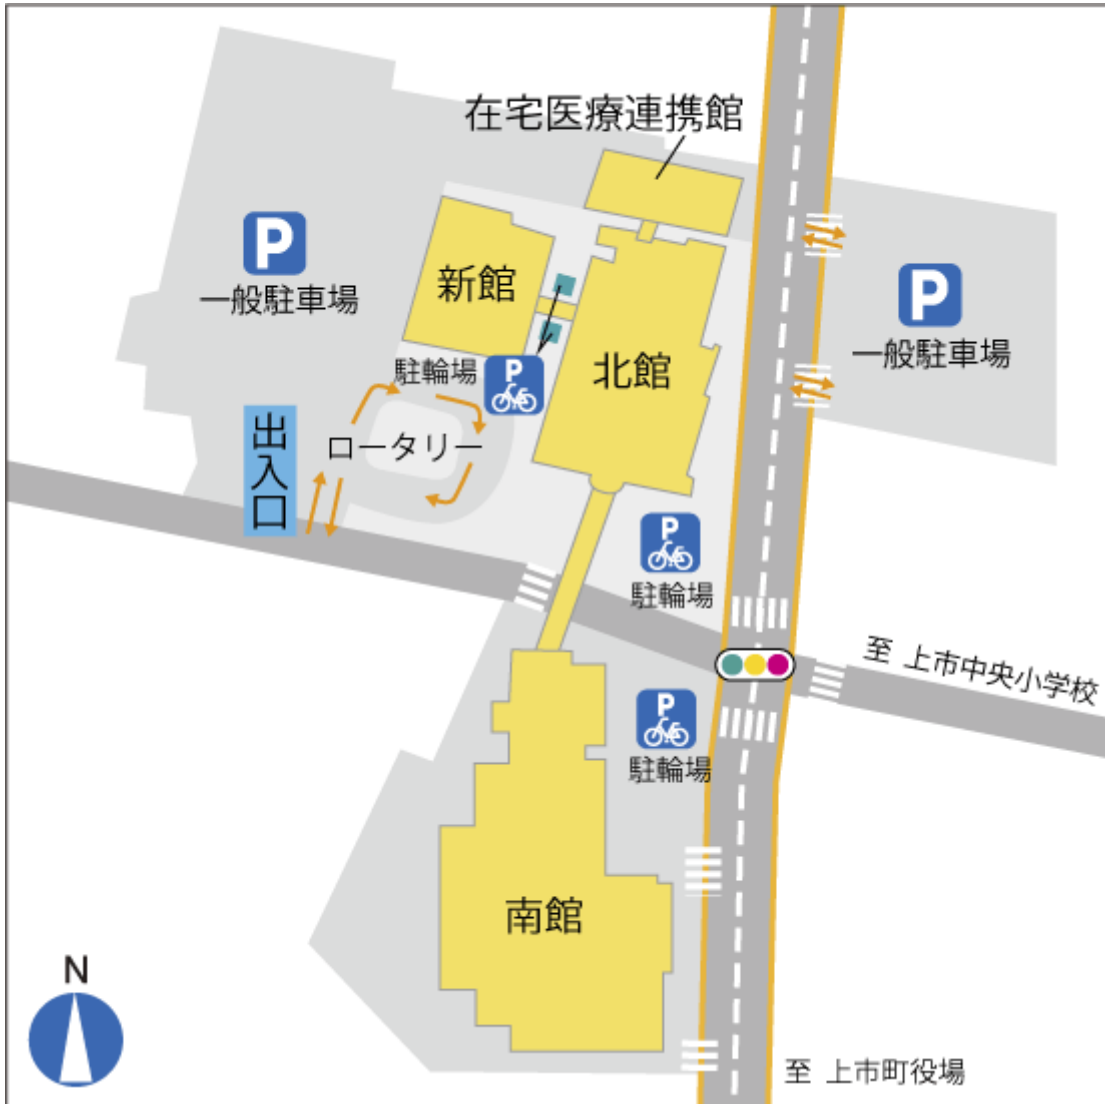 在宅医療連携館
P
一般駐車場
新館
P
一般駐車場
北館
駐輪場
P
出入口
ロータリー
P
駐輪場
至 上市中央小学校
P
駐輪場
南館
N
至 上市町役場